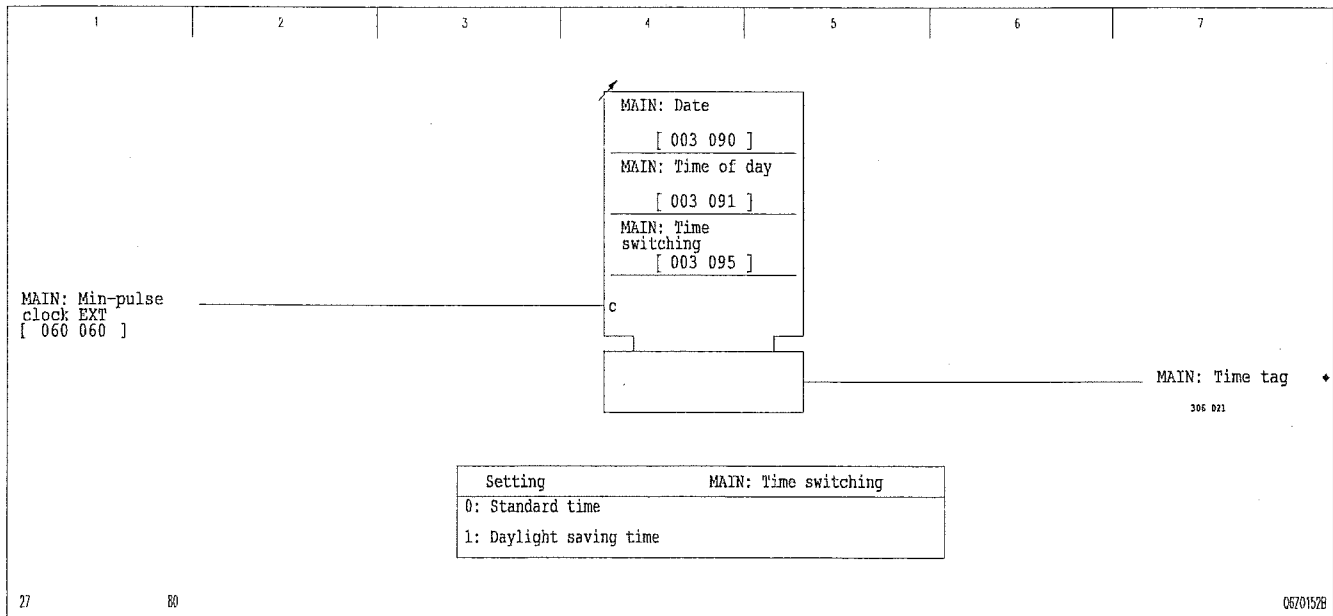 1 2 3 4 5 6 7
MAIN: Date
[ 003 090 ]
MAIN: Time of day
[ 003 091 ]
MAIN: Time
switching
[ 003 095 ]
MAIN: Min-pulse
clock EXT
[ 060 060 ]
C
MAIN: Time tag
306 021
Setting MAIN: Time switching
0: Standard time
1: Daylight saving time
27 80 0670152B